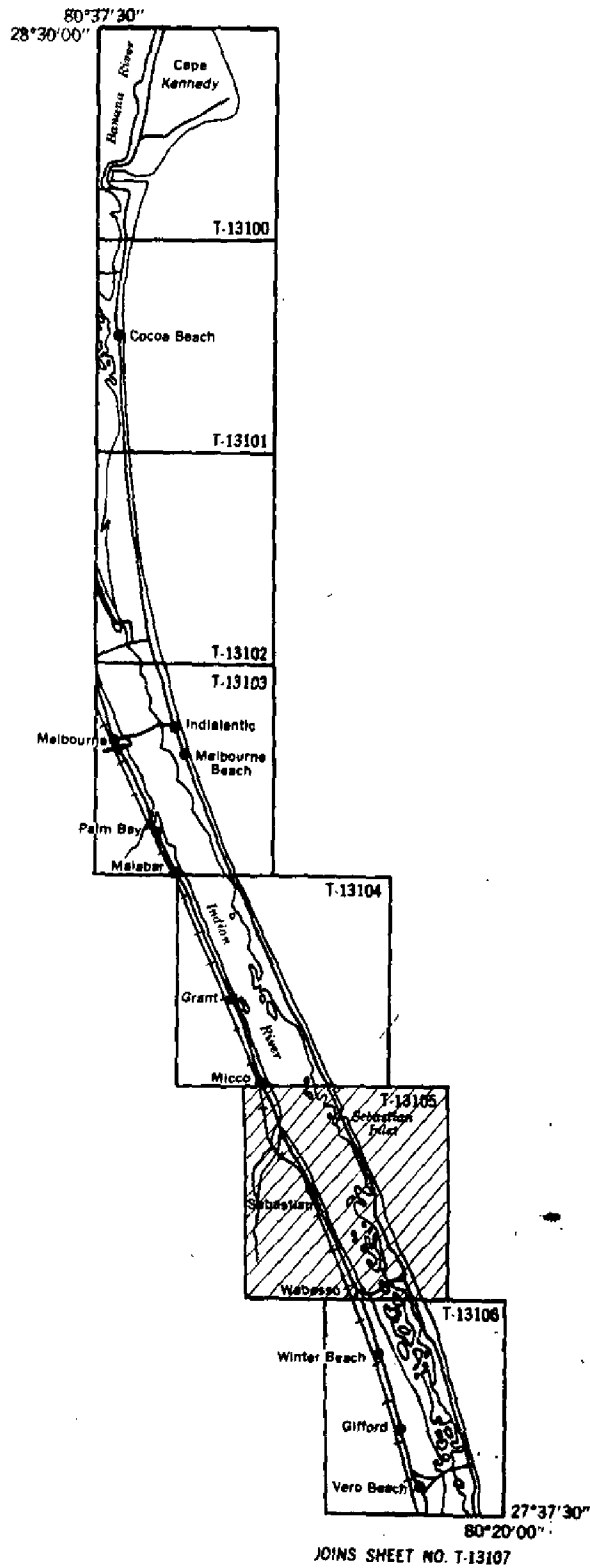 80°37'30"
28°30'00"
Banana River
Cape
Kennedy
T-13100
Cocoa Beach
T-13101
T-13102
T-13103
Indialantic
Melbourne
Melbourne
Beach
Palm Bay
Malabar
T-13104
Indian
River
Grant
Micco
T-13105
Sebastian
Inlet
Sebastian
Wabasso
T-13106
Winter Beach
Gifford
Vero Beach
27°37'30"
80°20'00"
JOINS SHEET NO. T-13107